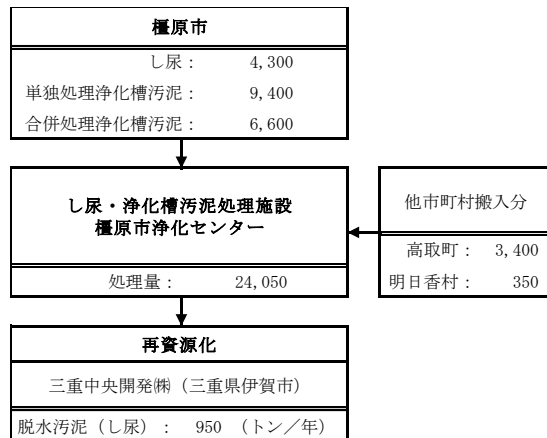 橿原市
し尿： 4,300
単独処理浄化槽汚泥： 9,400
合併処理浄化槽汚泥： 6,600
し尿・浄化槽汚泥処理施設
橿原市浄化センター
処理量： 24,050
他市町村搬入分
高取町： 3,400
明日香村： 350
再資源化
三重中央開発㈱（三重県伊賀市）
脱水汚泥（し尿）： 950 （トン／年）